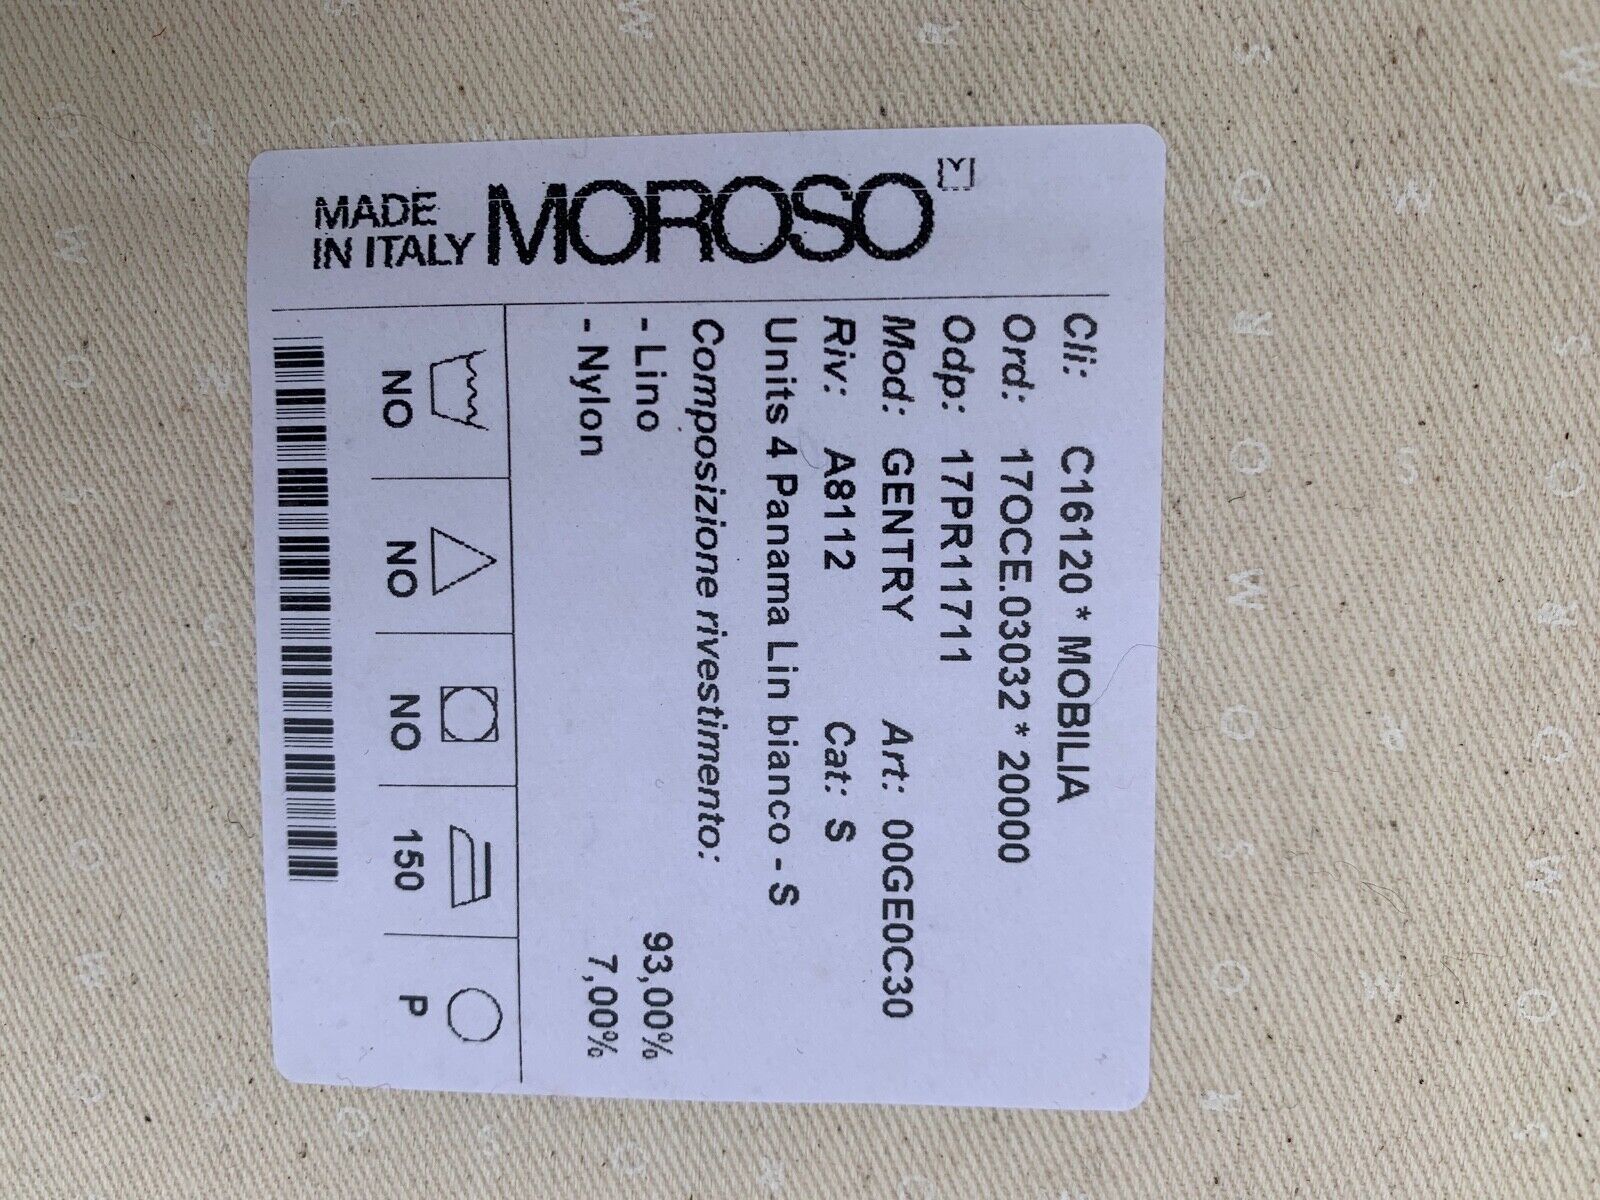 MADE
IN ITALY
MOROSO
Cli: C16120 * MOBILIA
Ord: 17OCE.03032 * 20000
Odp: 17PR11711
Mod: GENTRY Art: 00GE0C30
Riv: A8112 Cat: S
Units 4 Panama Lin bianco - S
Composizione rivestimento:
- Lino 93,00%
- Nylon 7,00%
NO NO NO 150 P